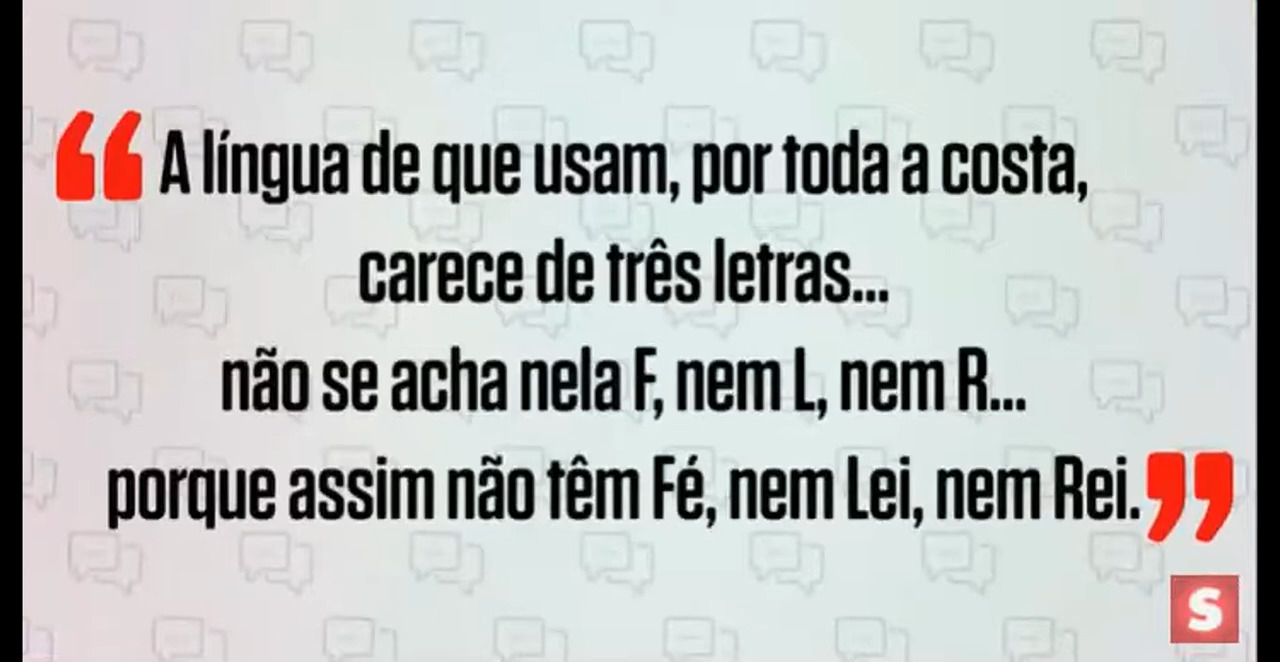 “A língua de que usam, por toda a costa,
carece de três letras...
não se acha nela F, nem L, nem R...
porque assim não têm Fé, nem Lei, nem Rei.”
S